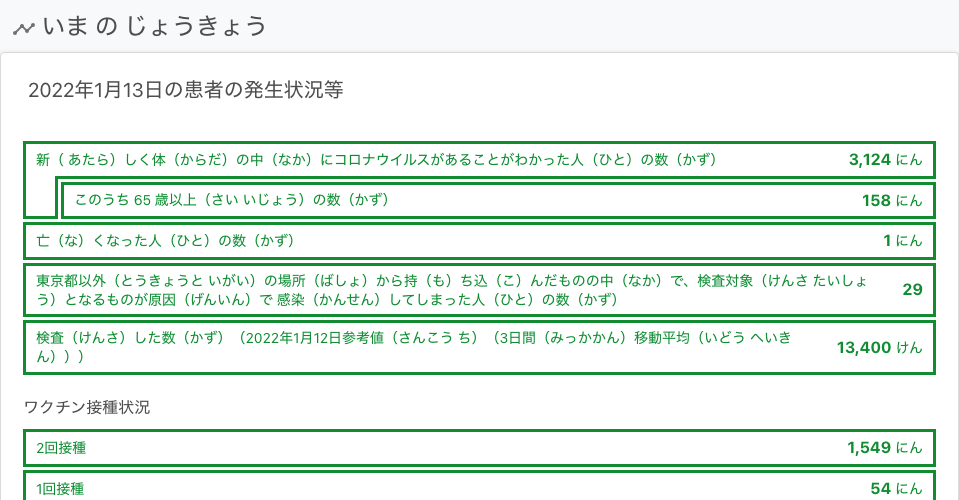 いま の じょうきょう
2022年1月13日の患者の発生状況等
新（ あたら）しく体（からだ）の中（なか）にコロナウイルスがあることがわかった人（ひと）の数（かず） 3,124 にん
このうち 65 歳以上（さい いじょう）の数（かず） 158 にん
亡（な）くなった人（ひと）の数（かず） 1 にん
東京都以外（とうきょうと いがい）の場所（ばしょ）から持（も）ち込（こ）んだものの中（なか）で、検査対象（けんさ たいしょ
う）となるものが原因（げんいん）で 感染（かんせん）してしまった人（ひと）の数（かず） 29
検査（けんさ）した数（かず）（2022年1月12日参考値（さんこう ち）（3日間（みっかかん）移動平均（いどう へいき
ん））） 13,400 けん
ワクチン接種状況
2回接種 1,549 にん
1回接種 54 にん